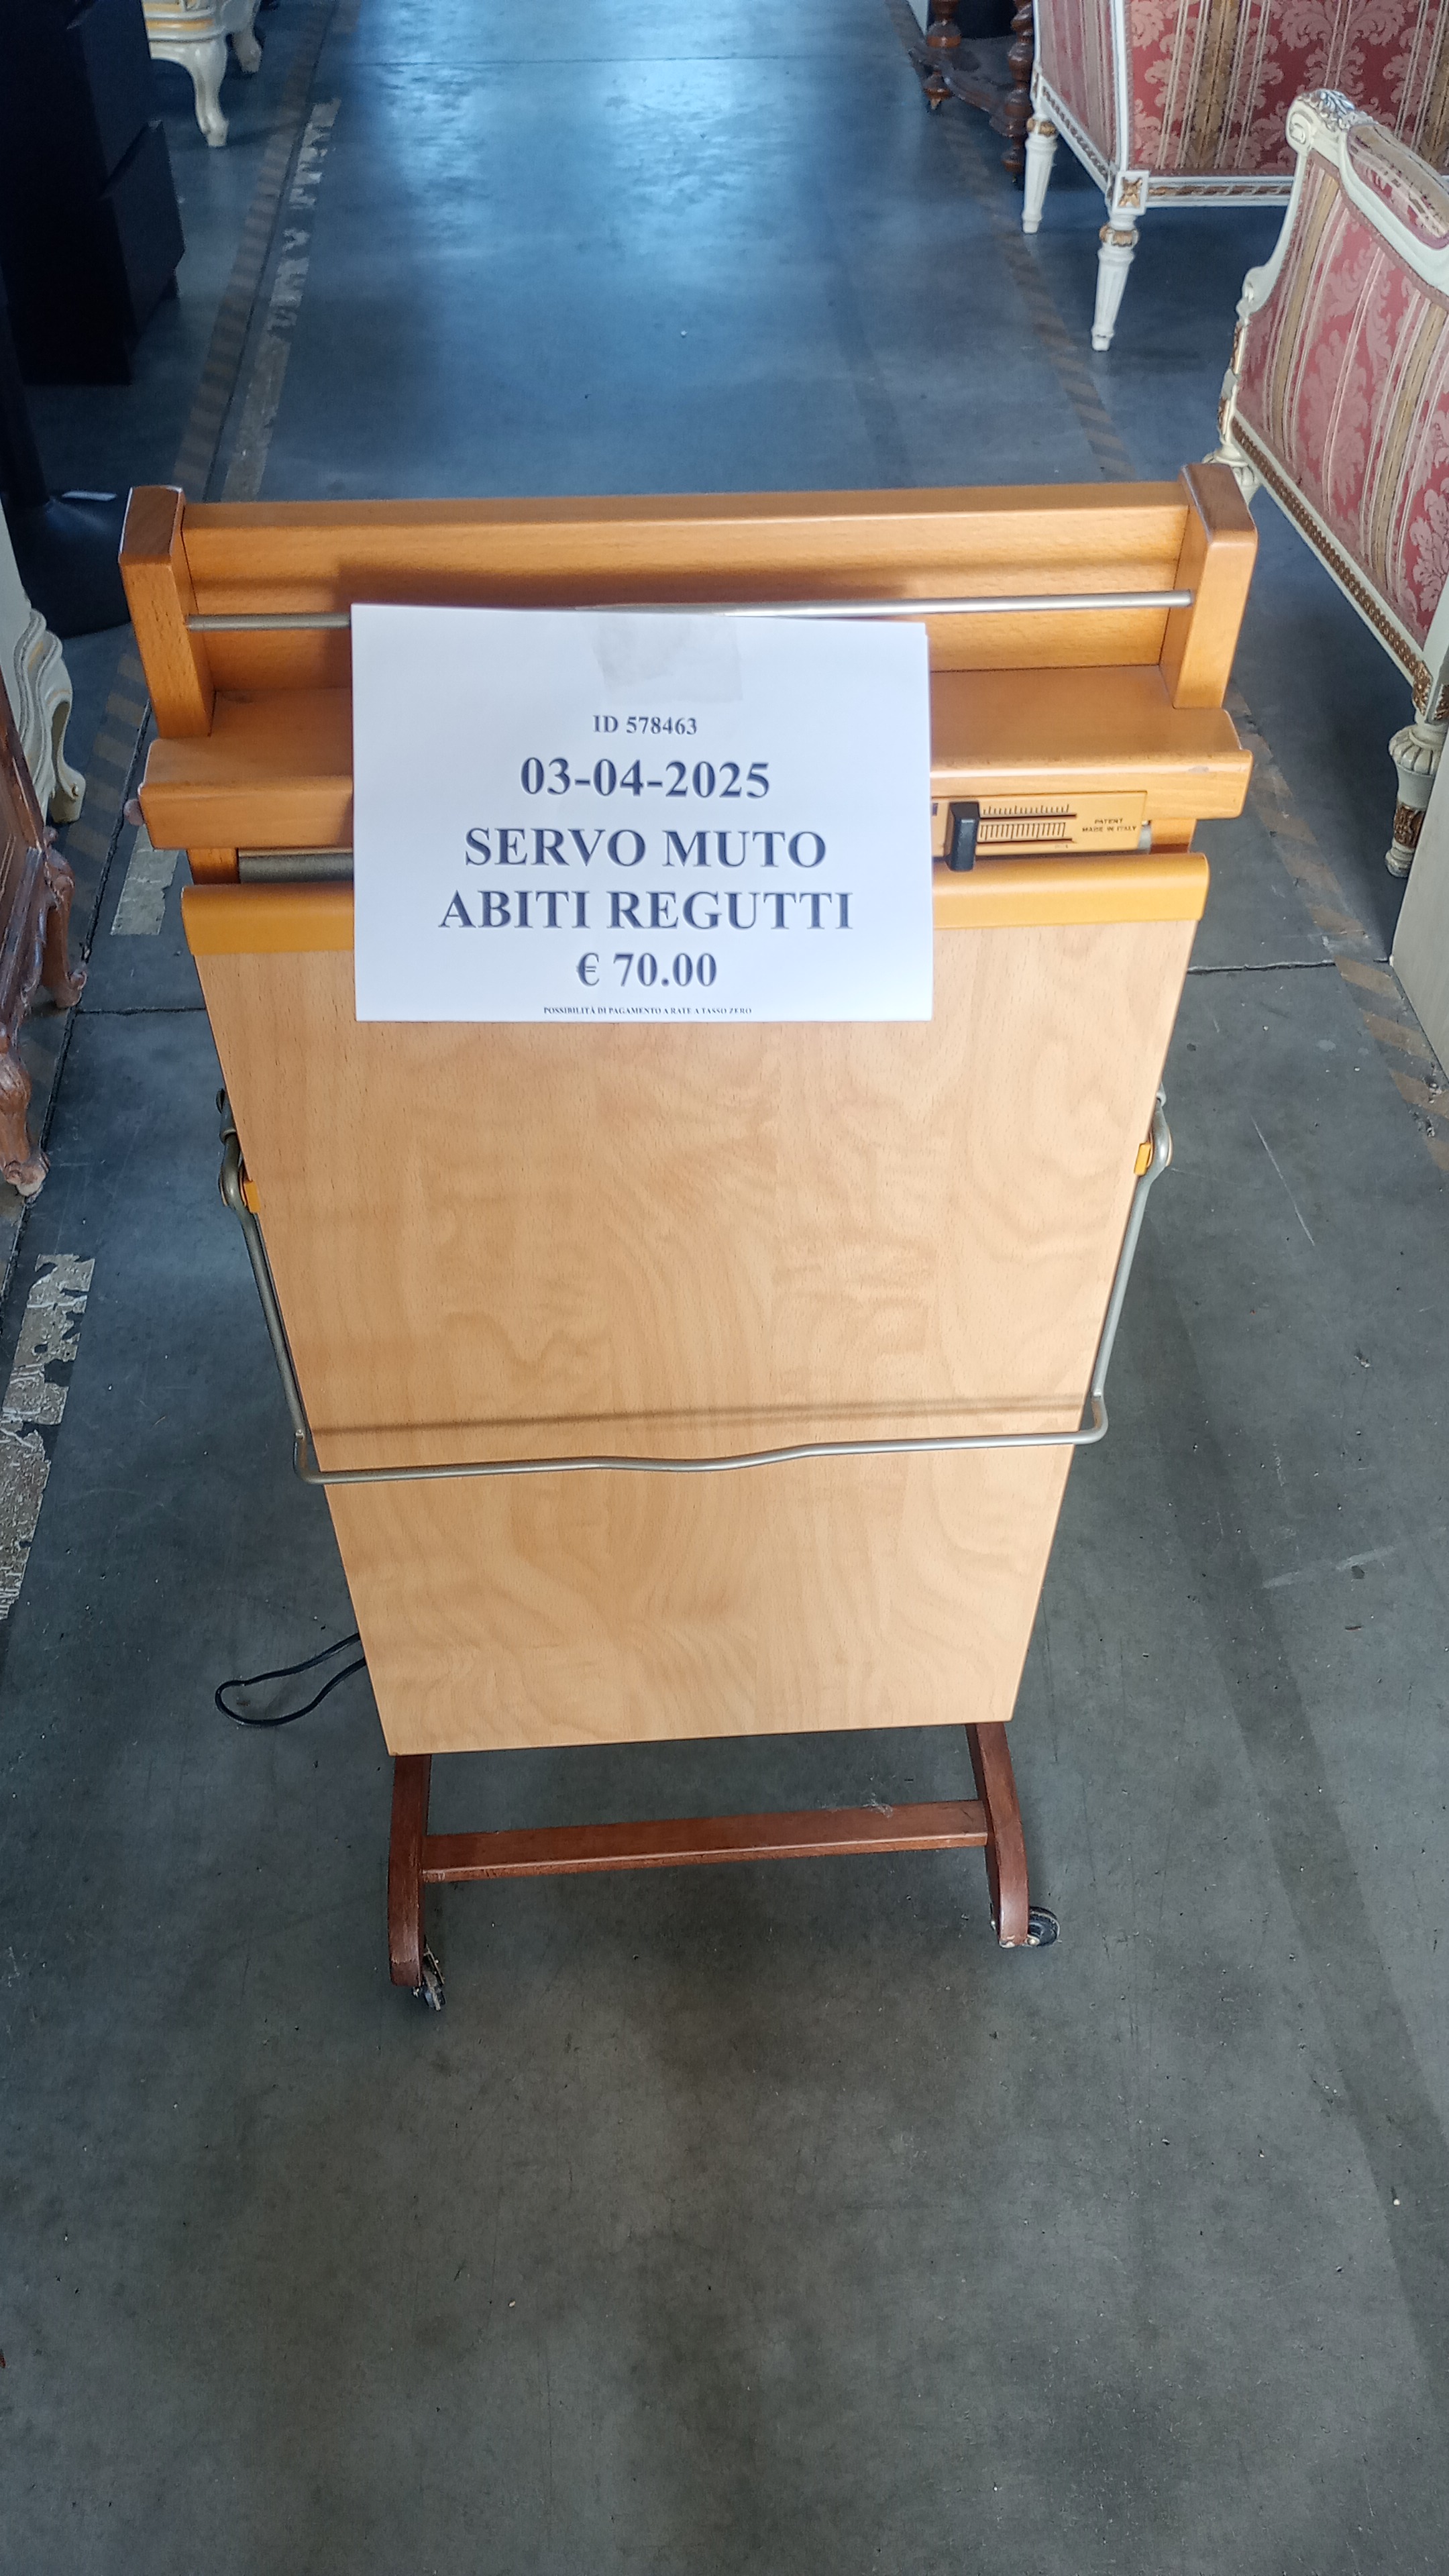 ID 578463
03-04-2025
SERVO MUTO
ABITI REGUTTI
€ 70.00
POSSIBILITÀ DI PAGAMENTO A RATE A TASSO ZERO
PATENT
MADE IN ITALY